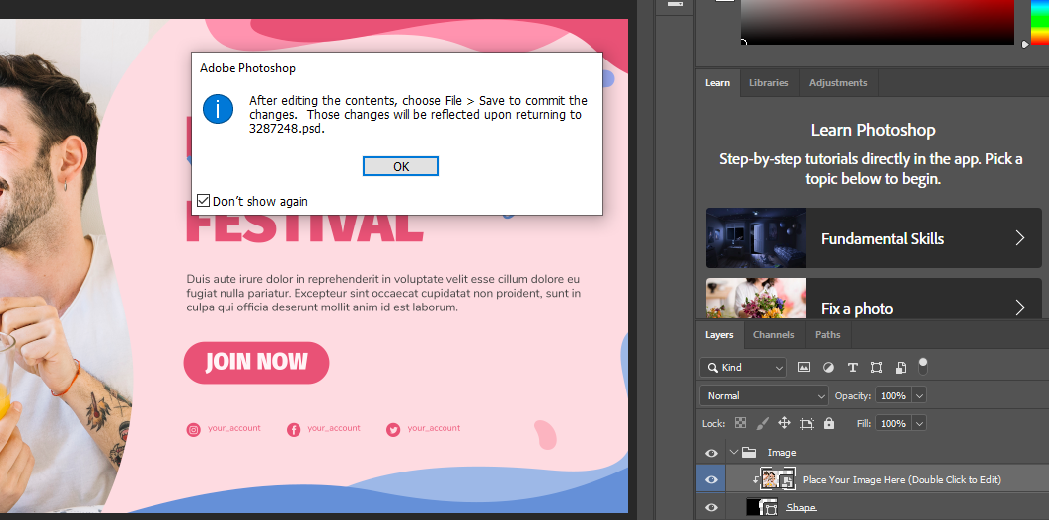 Adobe Photoshop
After editing the contents, choose File > Save to commit the
changes. Those changes will be reflected upon returning to
3287248.psd.
OK
Don't show again
FESTIVAL
Duis aute irure dolor in reprehenderit in voluptate velit esse cillum dolore eu
fugiat nulla pariatur. Excepteur sint occaecat cupidatat non proident, sunt in
culpa qui officia deserunt mollit anim id est laborum.
JOIN NOW
your_account
your_account
your_account
Learn
Libraries
Adjustments
Learn Photoshop
Step-by-step tutorials directly in the app. Pick a
topic below to begin.
Fundamental Skills
Fix a photo
Layers
Channels
Paths
Kind
Normal
Opacity: 100%
Lock:
Fill: 100%
Image
Place Your Image Here (Double Click to Edit)
Shape